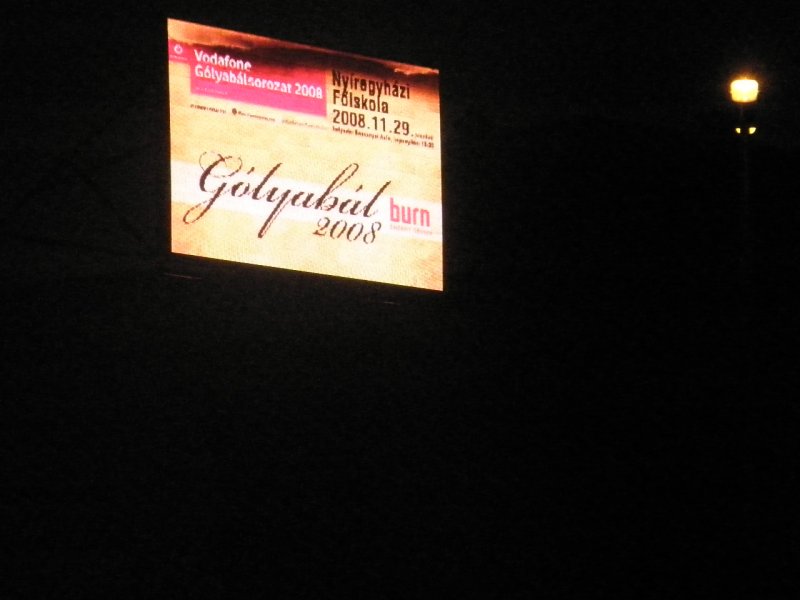 Vodafone
Gólyabálsorozat 2008
Nyíregyházi
Főiskola
2008.11.29.
Gólyabál
2008
burn